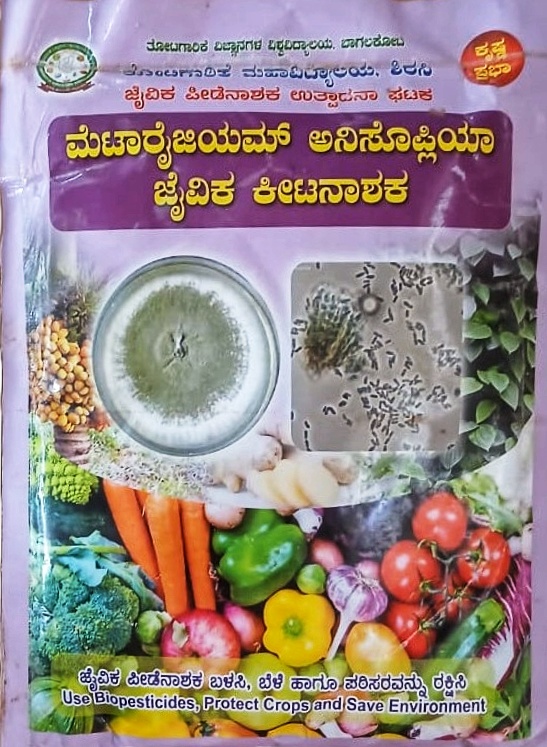 ತೋಟಗಾರಿಕೆ ವಿಜ್ಞಾನಗಳ ವಿಶ್ವವಿದ್ಯಾಲಯ, ಬಾಗಲಕೋಟ
ತೋಟಗಾರಿಕೆ ಮಹಾವಿದ್ಯಾಲಯ, ಶಿರಸಿ
ಜೈವಿಕ ಪೀಡೆನಾಶಕ ಉತ್ಪಾದನಾ ಘಟಕ
ಕೃಷ್ಣ
ಪ್ರಭಾ
ಮೆಟಾರೈಜಿಯಮ್ ಅನಿಸೊಪ್ಲಿಯಾ
ಜೈವಿಕ ಕೀಟನಾಶಕ
ಜೈವಿಕ ಪೀಡೆನಾಶಕ ಬಳಸಿ, ಬೆಳೆ ಹಾಗೂ ಪರಿಸರವನ್ನು ರಕ್ಷಿಸಿ
Use Biopesticides, Protect Crops and Save Environment